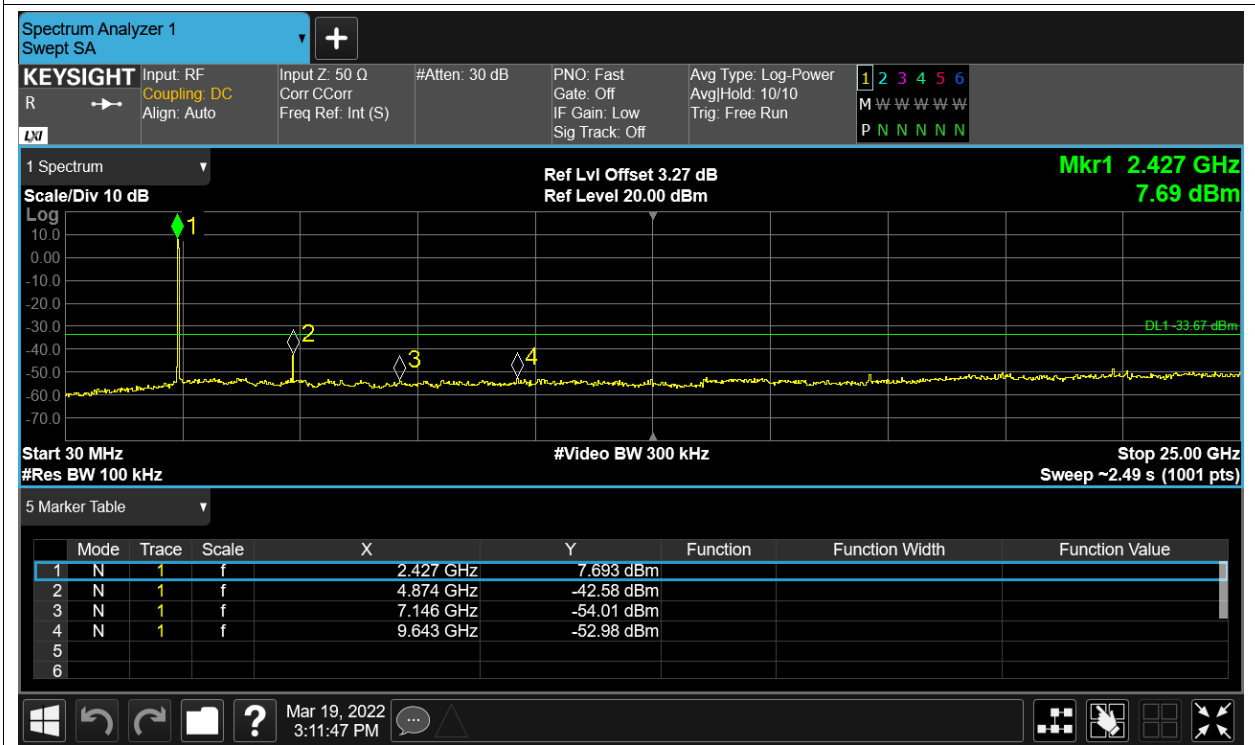 Spectrum Analyzer 1
Swept SA
KEYSIGHT
R
LXI
Input: RF
Coupling: DC
Align: Auto
Input Z: 50 Ω
Corr CCorr
Freq Ref: Int (S)
#Atten: 30 dB
PNO: Fast
Gate: Off
IF Gain: Low
Sig Track: Off
Avg Type: Log-Power
Avg|Hold: 10/10
Trig: Free Run
1 2 3 4 5 6
M W W W W W
P N N N N N
1 Spectrum
Scale/Div 10 dB
Ref Lvl Offset 3.27 dB
Ref Level 20.00 dBm
Mkr1 2.427 GHz
7.69 dBm
Log
10.0
0.00
-10.0
-20.0
-30.0
-40.0
-50.0
-60.0
-70.0
1
2
3
4
DL1 -33.67 dBm
Start 30 MHz
#Video BW 300 kHz
Stop 25.00 GHz
#Res BW 100 kHz
Sweep ~2.49 s (1001 pts)
5 Marker Table
Mode Trace Scale X Y Function Function Width Function Value
1 N 1 f 2.427 GHz 7.693 dBm
2 N 1 f 4.874 GHz -42.58 dBm
3 N 1 f 7.146 GHz -54.01 dBm
4 N 1 f 9.643 GHz -52.98 dBm
5
6
?
Mar 19, 2022
3:11:47 PM